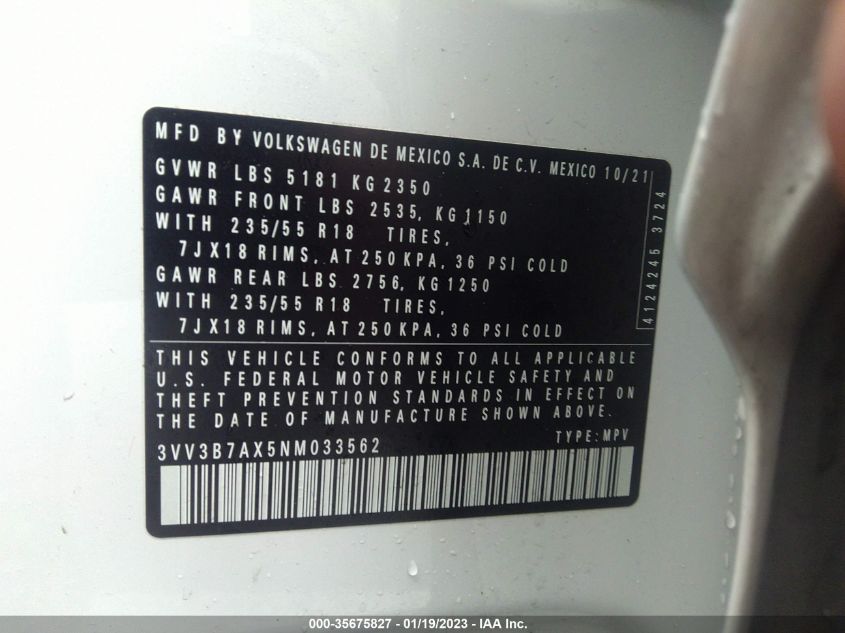 MFD BY VOLKSWAGEN DE MEXICO S.A. DE C.V. MEXICO 10/21
GVWR LBS 5181 KG 2350
GAWR FRONT LBS 2535, KG 1150
WITH 235/55 R18 TIRES,
7JX18 RIMS, AT 250 KPA, 36 PSI COLD
GAWR REAR LBS 2756, KG 1250
WITH 235/55 R18 TIRES,
7JX18 RIMS, AT 250 KPA, 36 PSI COLD
4124245 3724
THIS VEHICLE CONFORMS TO ALL APPLICABLE
U.S. FEDERAL MOTOR VEHICLE SAFETY AND
THEFT PREVENTION STANDARDS IN EFFECT ON
THE DATE OF MANUFACTURE SHOWN ABOVE.
3VV3B7AX5NM033562 TYPE: MPV
000-35675827 - 01/19/2023 - IAA Inc.